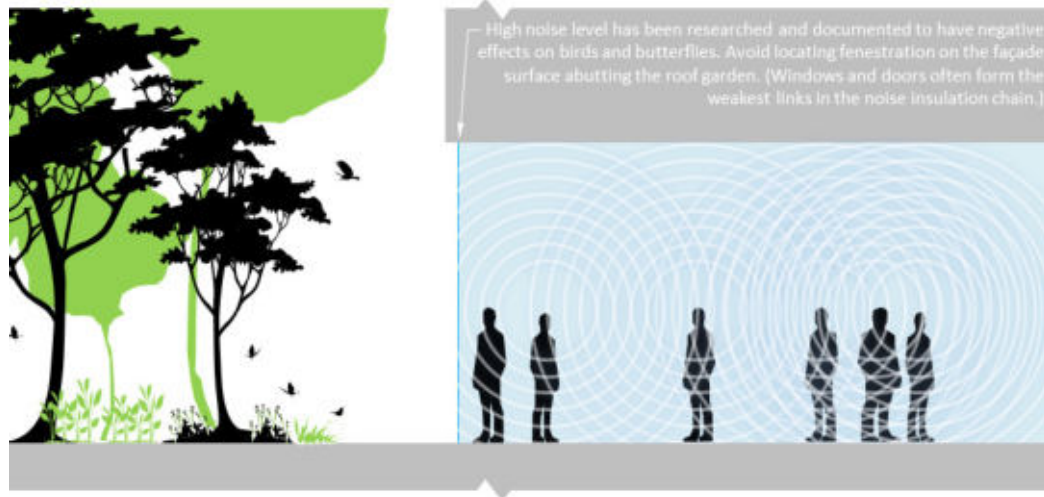 High noise level has been researched and documented to have negative
effects on birds and butterflies. Avoid locating fenestration on the façade
surface abutting the roof garden. (Windows and doors often form the
weakest links in the noise insulation chain.)